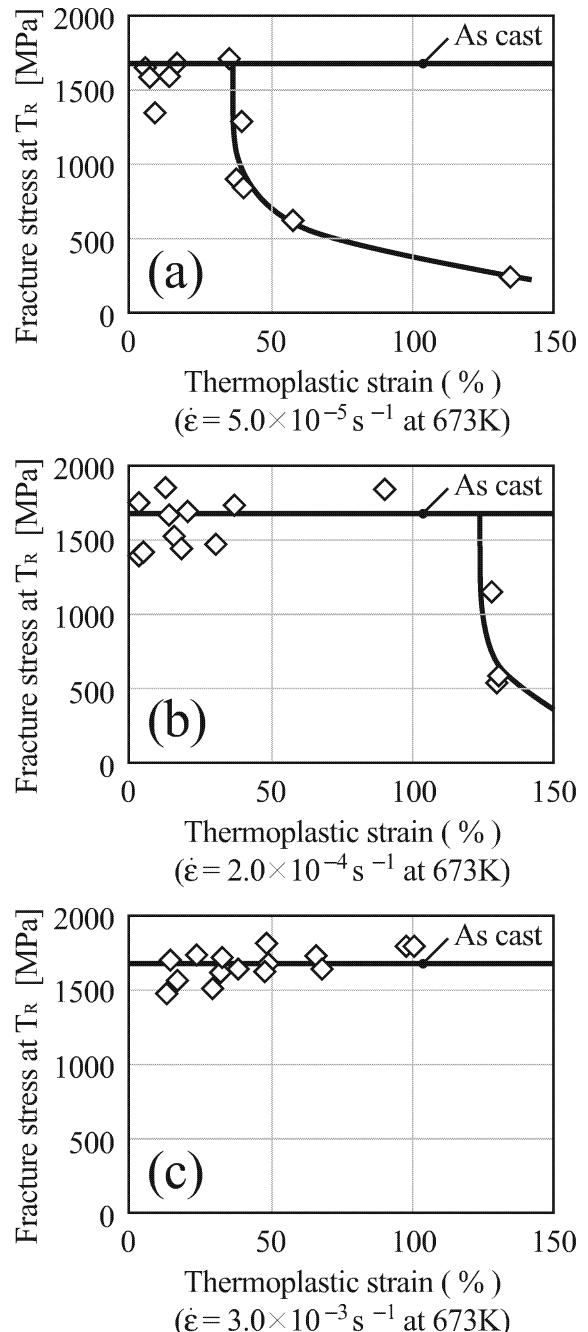 2000
As cast
1500
1000
500
0
(a)
Fracture stress at T_R [MPa]
0 50 100 150
Thermoplastic strain ( % )
(ε̇ = 5.0×10⁻⁵ s⁻¹ at 673K)
2000
As cast
1500
1000
500
0
(b)
Fracture stress at T_R [MPa]
0 50 100 150
Thermoplastic strain ( % )
(ε̇ = 2.0×10⁻⁴ s⁻¹ at 673K)
2000
As cast
1500
1000
500
0
(c)
Fracture stress at T_R [MPa]
0 50 100 150
Thermoplastic strain ( % )
(ε̇ = 3.0×10⁻³ s⁻¹ at 673K)